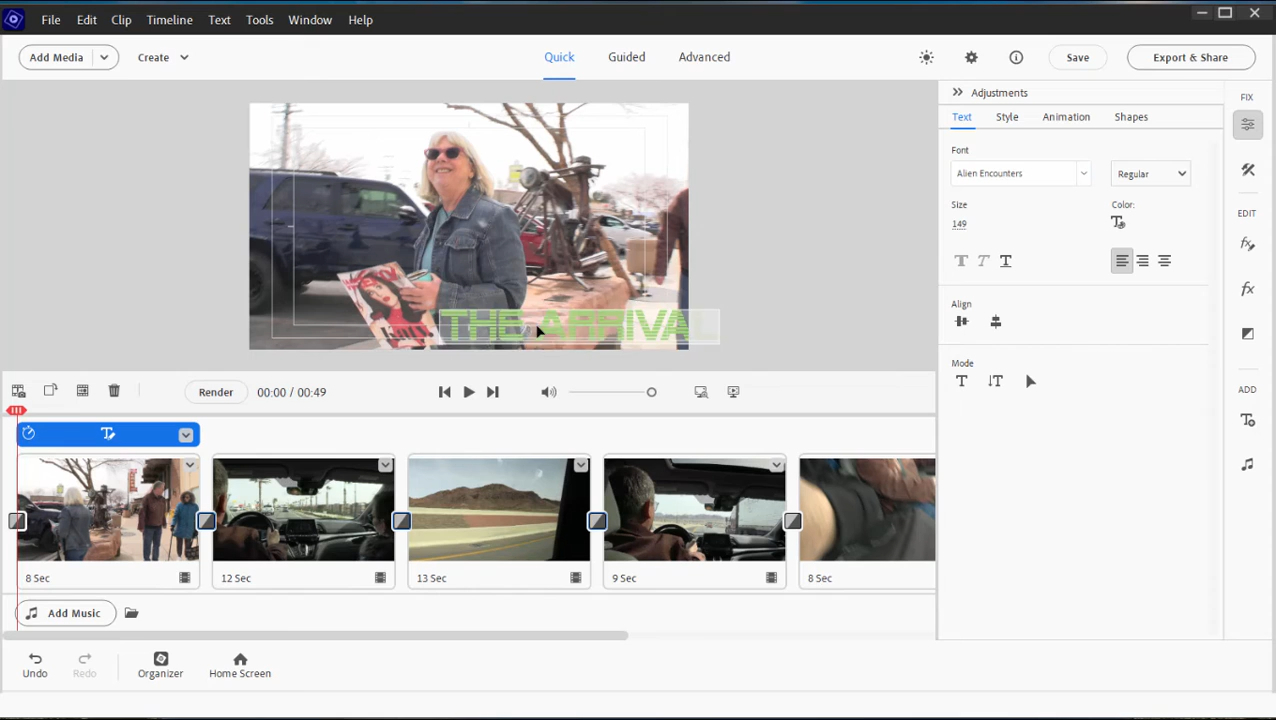 File Edit Clip Timeline Text Tools Window Help
Add Media Create Quick Guided Advanced Save Export & Share
Adjustments FIX
Text Style Animation Shapes
Font
Alien Encounters Regular
Size Color:
149
EDIT
THE ARRIVAL
Align
Mode
ADD
Render 00:00 / 00:49
8 Sec 12 Sec 13 Sec 9 Sec 8 Sec
Add Music
Undo Redo Organizer Home Screen